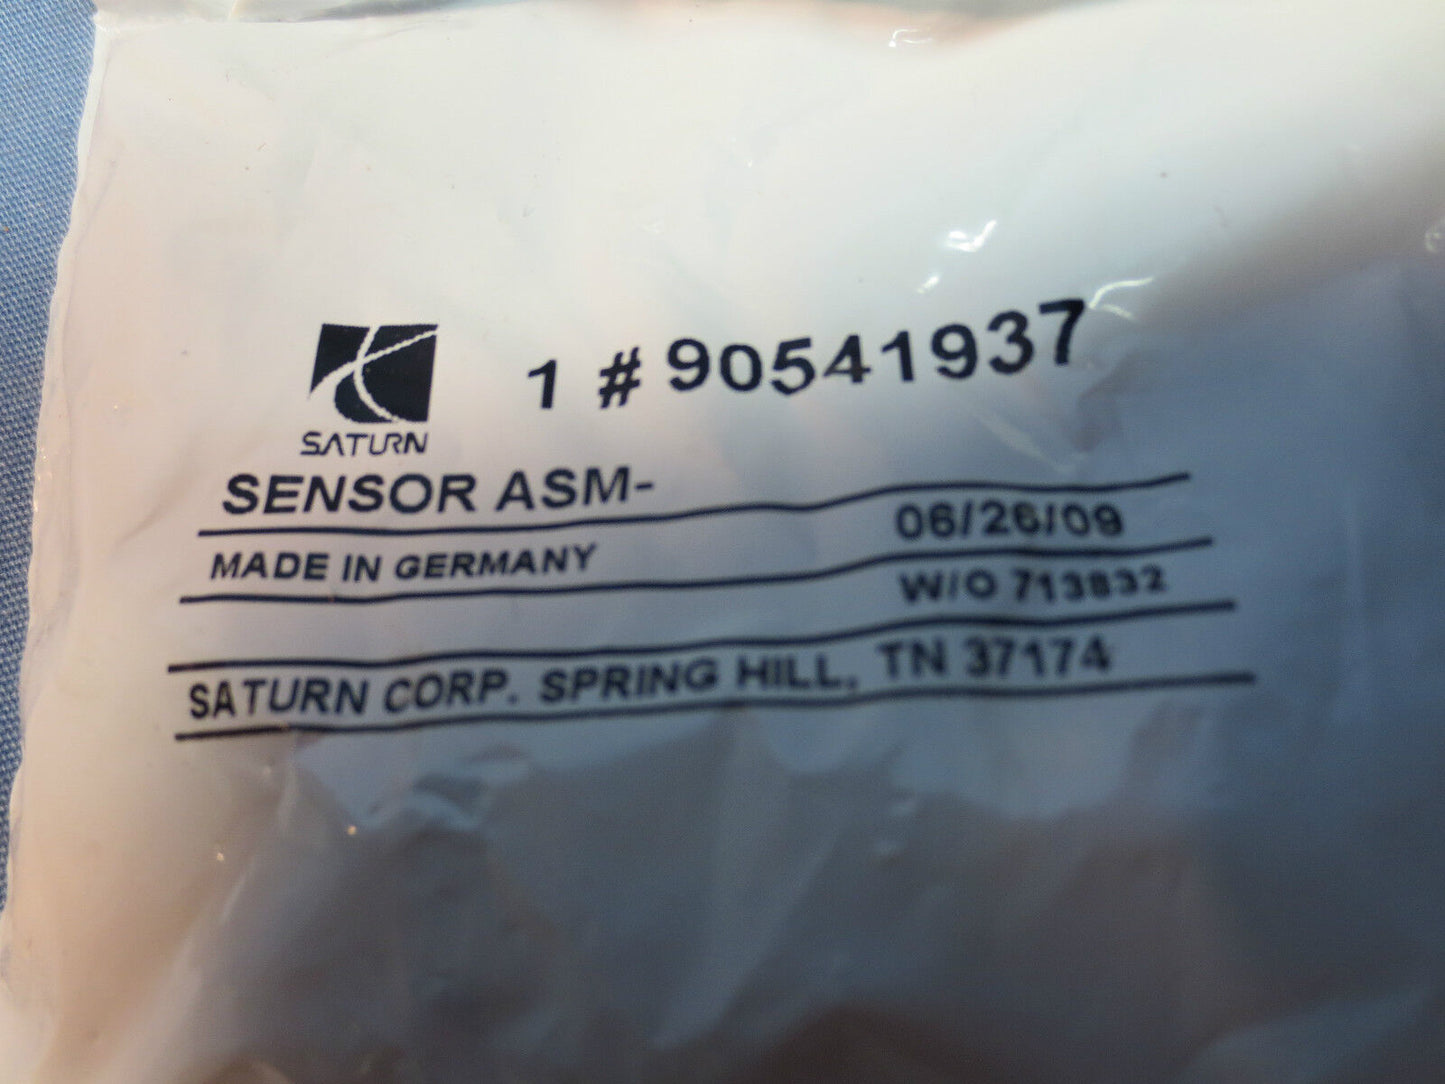 1 # 90541937
SATURN
SENSOR ASM-
06/26/09
MADE IN GERMANY
W/O 713832
SATURN CORP. SPRING HILL, TN 37174